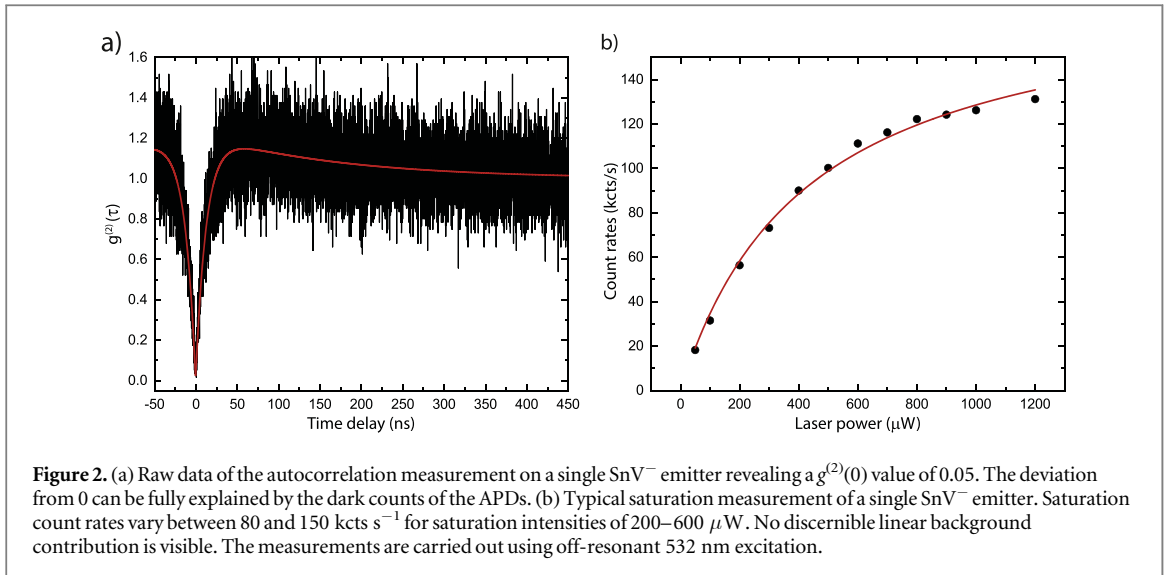 a)
1.6
1.4
1.2
1.0
0.8
0.6
0.4
0.2
0.0
g(2)(τ)
-50 0 50 100 150 200 250 300 350 400 450
Time delay (ns)
b)
140
120
100
80
60
40
20
0
Count rates (kcts/s)
0 200 400 600 800 1000 1200
Laser power (μW)
Figure 2. (a) Raw data of the autocorrelation measurement on a single SnV− emitter revealing a g(2)(0) value of 0.05. The deviation
from 0 can be fully explained by the dark counts of the APDs. (b) Typical saturation measurement of a single SnV− emitter. Saturation
count rates vary between 80 and 150 kcts s−1 for saturation intensities of 200–600 μW. No discernible linear background
contribution is visible. The measurements are carried out using off-resonant 532 nm excitation.